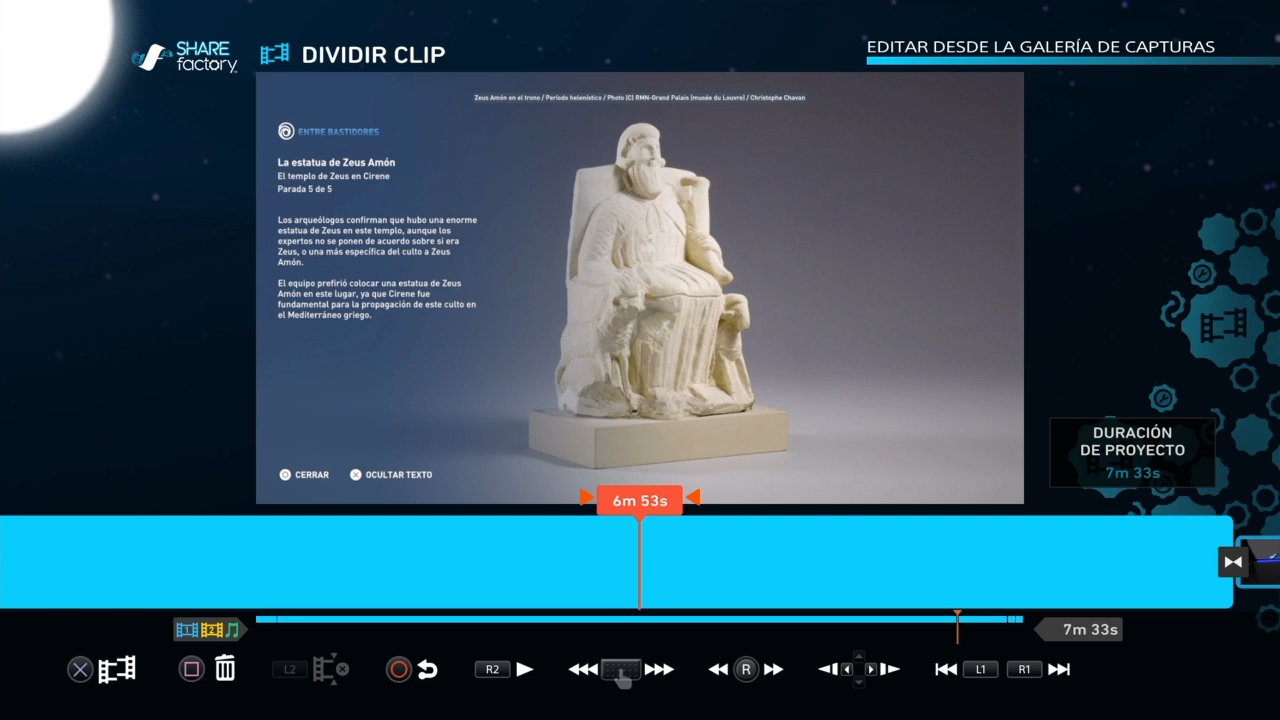 SHARE
factory™
DIVIDIR CLIP
EDITAR DESDE LA GALERÍA DE CAPTURAS
Zeus Amón en el trono / Período helenístico / Photo (C) RMN-Grand Palais (musée du Louvre) / Christophe Chavan
ENTRE BASTIDORES
La estatua de Zeus Amón
El templo de Zeus en Cirene
Parada 5 de 5
Los arqueólogos confirman que hubo una enorme
estatua de Zeus en este templo, aunque los
expertos no se ponen de acuerdo sobre si era
Zeus, o una más específica del culto a Zeus
Amón.
El equipo prefirió colocar una estatua de Zeus
Amón en este lugar, ya que Cirene fue
fundamental para la propagación de este culto en
el Mediterráneo griego.
CERRAR
OCULTAR TEXTO
DURACIÓN
DE PROYECTO
7m 33s
6m 53s
1 2
7m 33s
L2
R2
R
L1
R1